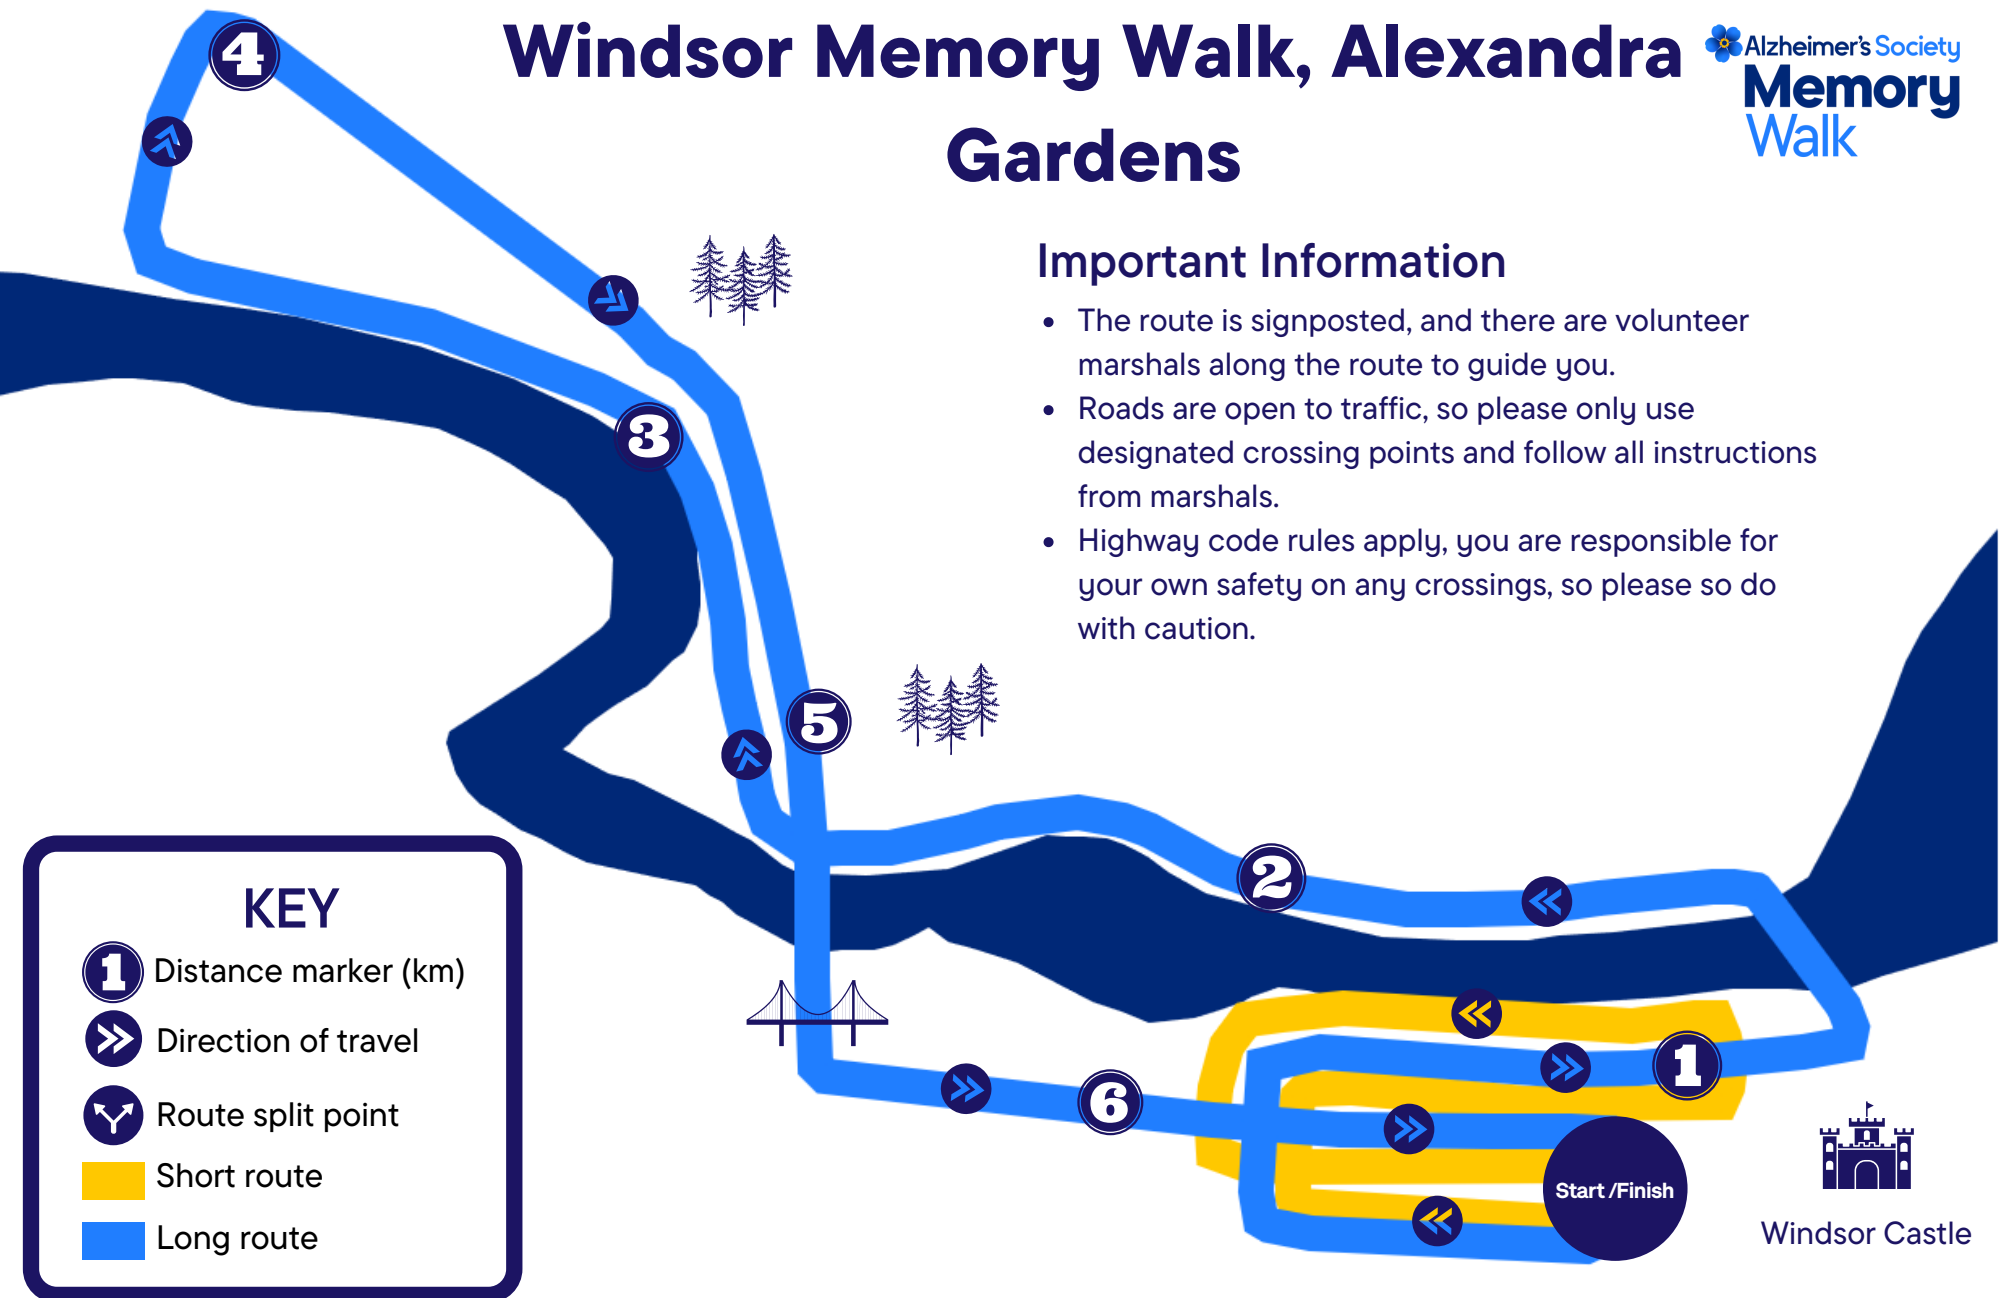 Windsor Memory Walk, Alexandra
Gardens
Alzheimer's Society
Memory
Walk
Important Information
• The route is signposted, and there are volunteer
marshals along the route to guide you.
• Roads are open to traffic, so please only use
designated crossing points and follow all instructions
from marshals.
• Highway code rules apply, you are responsible for
your own safety on any crossings, so please so do
with caution.
4
3
5
2
1
6
Start /Finish
Windsor Castle
KEY
1 Distance marker (km)
Direction of travel
Route split point
Short route
Long route